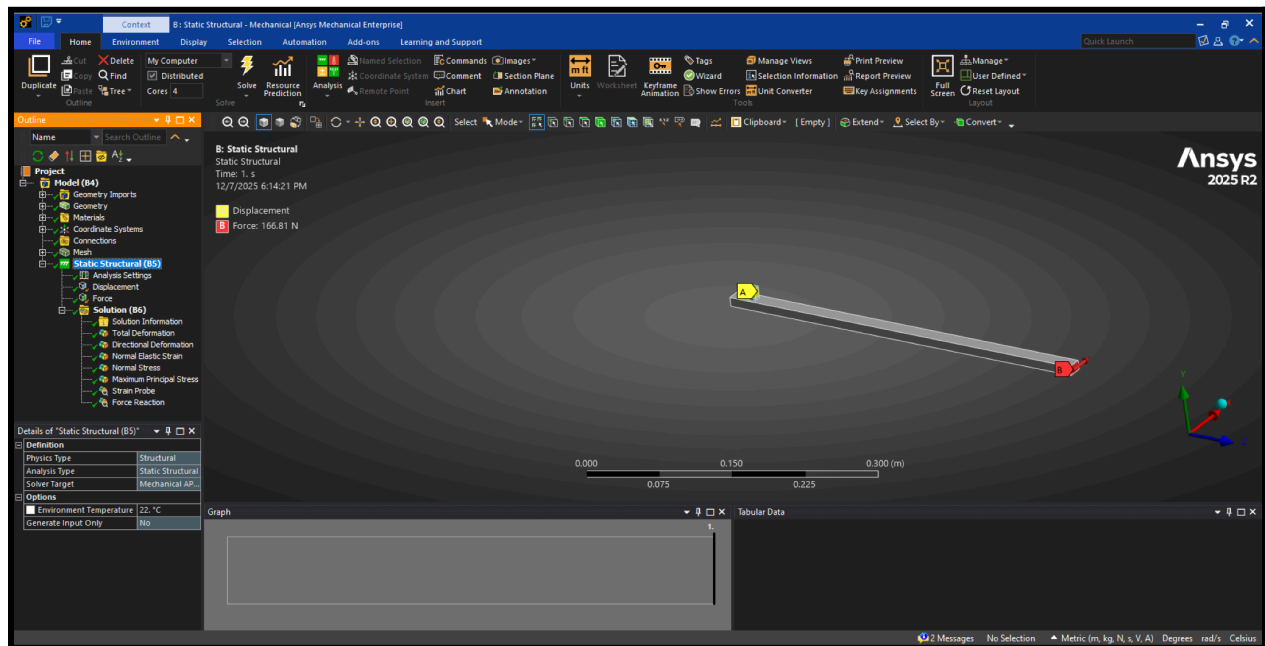 Context B : Static Structural - Mechanical [Ansys Mechanical Enterprise]
File Home Environment Display Selection Automation Add-ons Learning and Support Quick Launch
Duplicate Cut Copy Paste Delete Find Tree
Outline
My Computer
Distributed
Cores 4
Solve Resource Prediction
Solve
Analysis Named Selection Coordinate System Remote Point Commands Comment Chart Images Section Plane Annotation
Insert
Units Worksheet Keyframe Animation Tags Wizard Show Errors Manage Views Selection Information Unit Converter Print Preview Report Preview Key Assignments
Tools
Full Screen Manage User Defined Reset Layout
Layout
Outline
Select Mode Clipboard [ Empty ] Extend Select By Convert
Name Search Outline
Project
Model (B4)
Geometry Imports
Geometry
Materials
Coordinate Systems
Connections
Mesh
Static Structural (B5)
Analysis Settings
Displacement
Force
Solution (B6)
Solution Information
Total Deformation
Directional Deformation
Normal Elastic Strain
Normal Stress
Maximum Principal Stress
Strain Probe
Force Reaction
Details of "Static Structural (B5)"
Definition
Physics Type Structural
Analysis Type Static Structural
Solver Target Mechanical AP...
Options
Environment Temperature 22. °C
Generate Input Only No
B: Static Structural
Static Structural
Time: 1. s
12/7/2025 6:14:21 PM
Displacement
B Force: 166.81 N
Ansys
2025 R2
A
B
Y
Z
0.000 0.150 0.300 (m)
0.075 0.225
Graph
1.
Tabular Data
2 Messages No Selection Metric (m, kg, N, s, V, A) Degrees rad/s Celsius